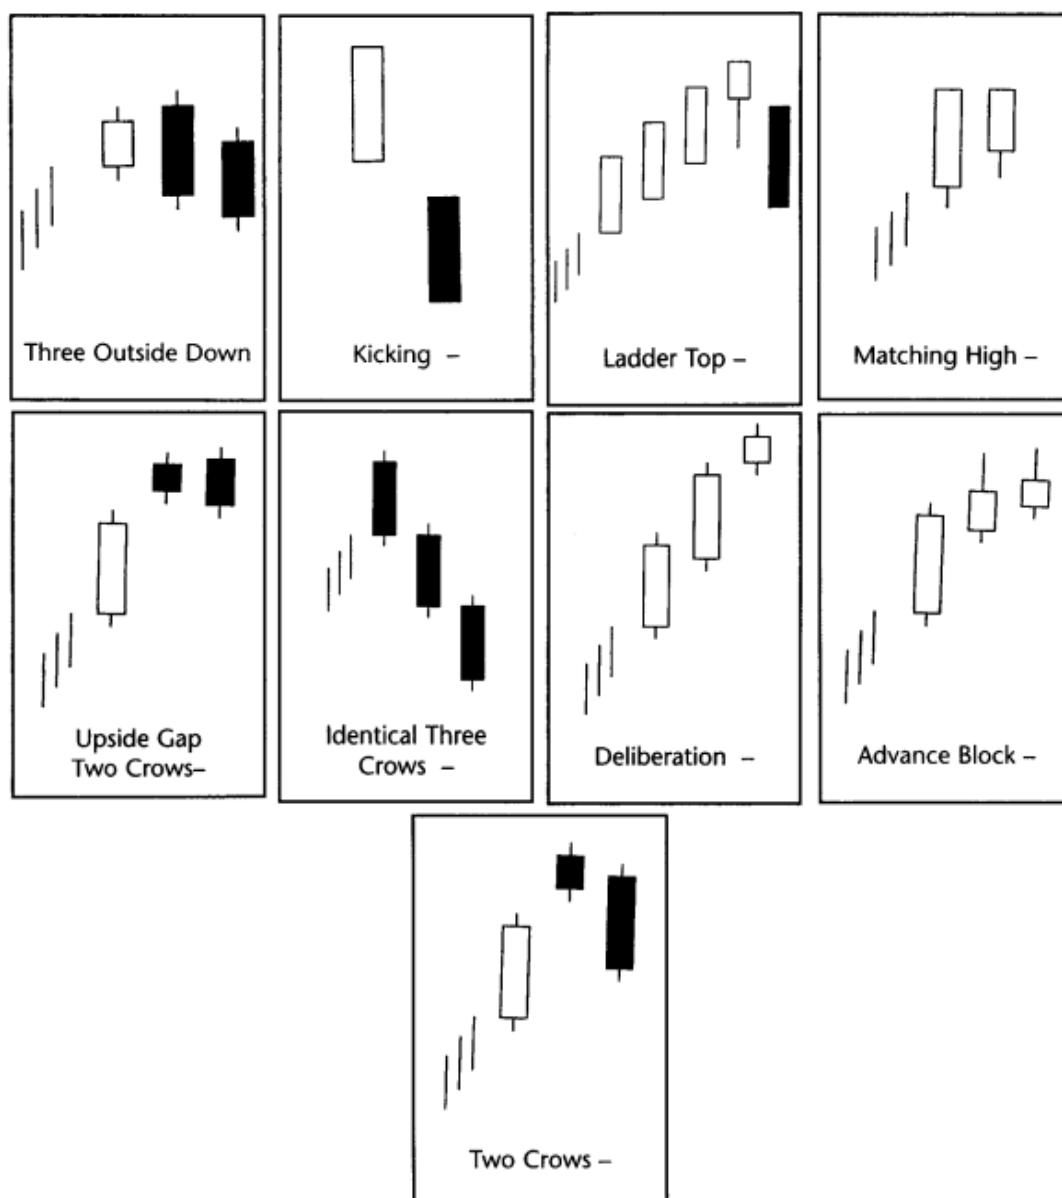 Three Outside Down
Kicking –
Ladder Top –
Matching High –
Upside Gap
Two Crows–
Identical Three
Crows –
Deliberation –
Advance Block –
Two Crows –